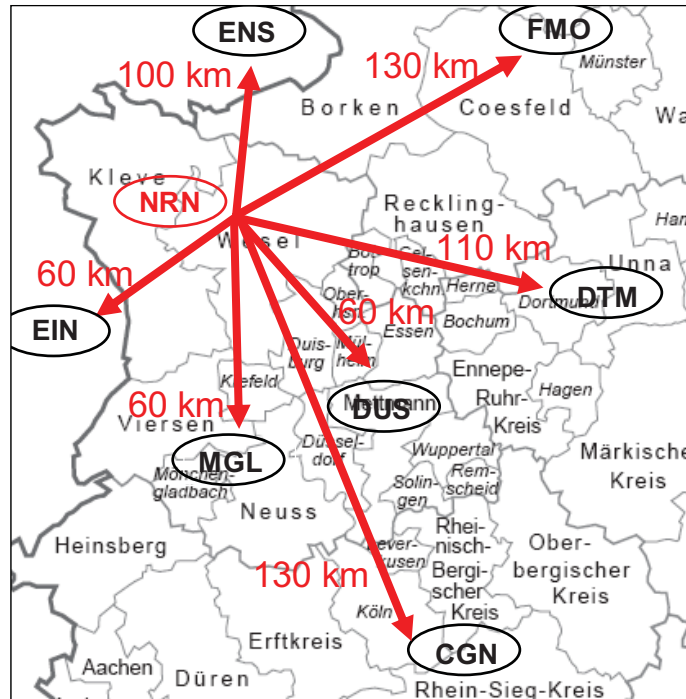 ENS
FMO
100 km
130 km
Münster
Borken
Coesfeld
Wa
Kleve
NRN
Reckling-
hausen
Wesel
Ham
110 km
Unna
Bot-
trop
Gel-
senk-
chn.
Herne
60 km
Ober-
hsn.
60 km
Dortmund
DTM
EIN
Essen
Bochum
Duis-
burg
Mül-
heim
Ennepe-
Ruhr-
Kreis
Hagen
Krefeld
60 km
Mettmann
DUS
Viersen
MGL
Düssel-
dorf
Wuppertal
Märkischer
Kreis
Mönchen-
gladbach
Solin-
gen
Rem-
scheid
Neuss
Heinsberg
Lever-
kusen
Rhei-
nisch-
Bergi-
scher
Kreis
Ober-
bergischer
Kreis
130 km
Köln
Erftkreis
CGN
Aachen
Düren
Rhein-Sieg-Kreis